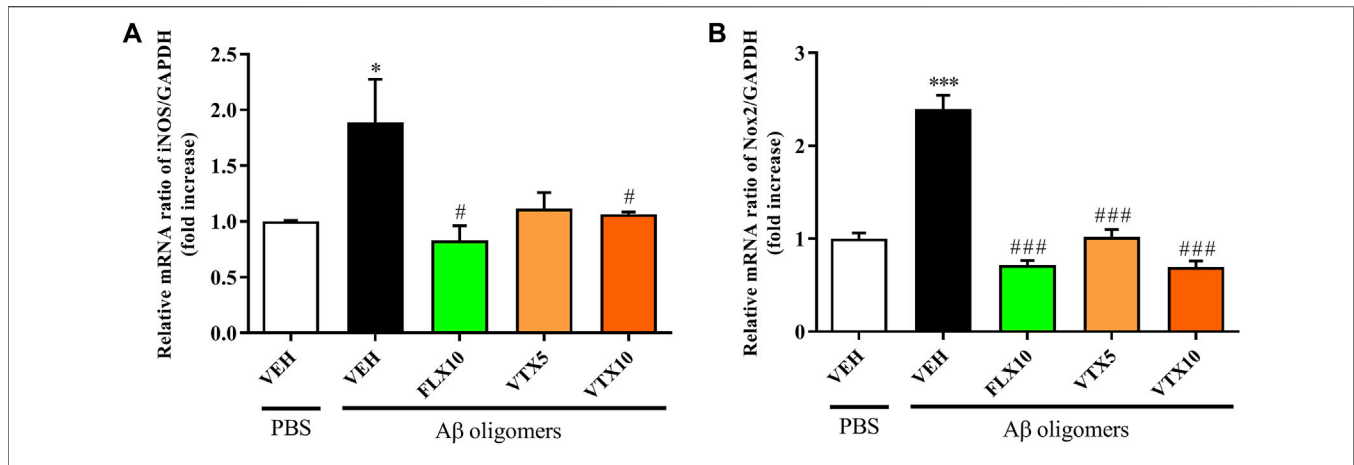 A
Relative mRNA ratio of iNOS/GAPDH
(fold increase)
2.5
2.0
1.5
1.0
0.5
0.0
*
#
#
VEH
VEH
FLX10
VTX5
VTX10
PBS
Aβ oligomers
B
Relative mRNA ratio of Nox2/GAPDH
(fold increase)
3
2
1
0
***
###
###
###
VEH
VEH
FLX10
VTX5
VTX10
PBS
Aβ oligomers